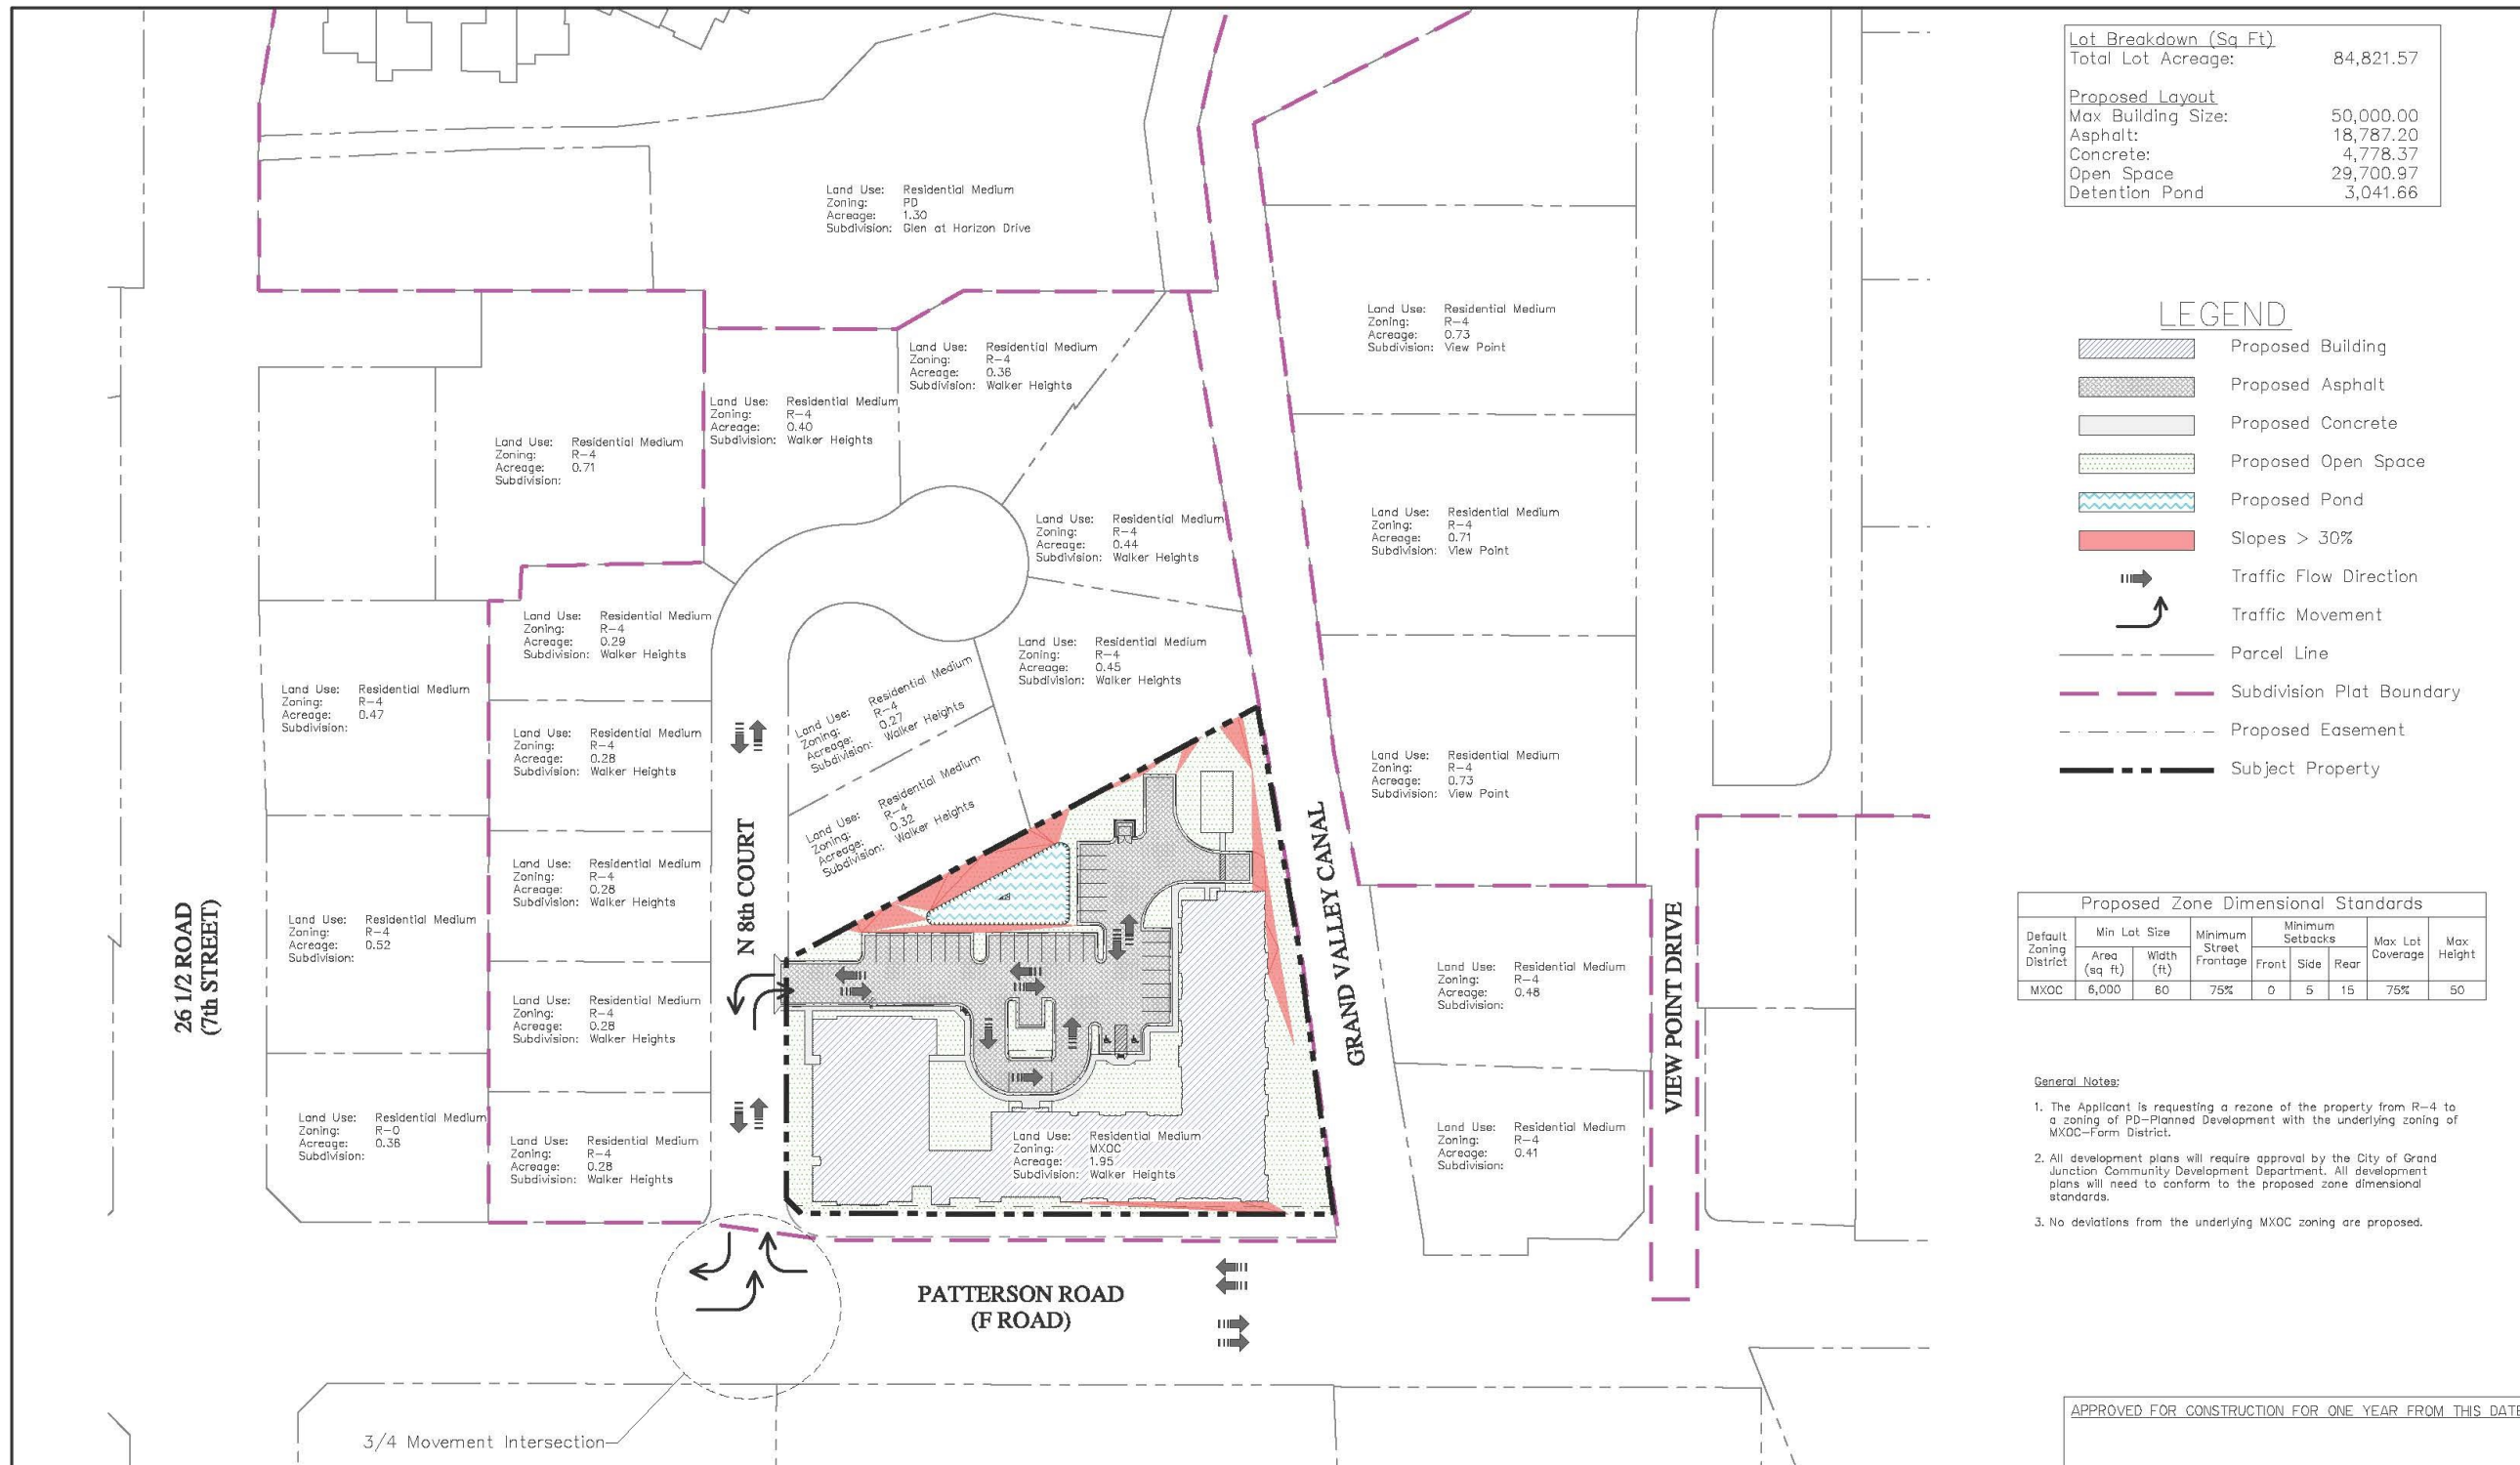 Lot Breakdown (Sq Ft)
Total Lot Acreage: 84,821.57
Proposed Layout
Max Building Size: 50,000.00
Asphalt: 18,787.20
Concrete: 4,778.37
Open Space 29,700.97
Detention Pond 3,041.66
Land Use: Residential Medium
Zoning: PD
Acreage: 1.30
Subdivision: Glen at Horizon Drive
Land Use: Residential Medium
Zoning: R-4
Acreage: 0.73
Subdivision: View Point
Land Use: Residential Medium
Zoning: R-4
Acreage: 0.36
Subdivision: Walker Heights
Land Use: Residential Medium
Zoning: R-4
Acreage: 0.40
Subdivision: Walker Heights
Land Use: Residential Medium
Zoning: R-4
Acreage: 0.71
Subdivision:
Land Use: Residential Medium
Zoning: R-4
Acreage: 0.44
Subdivision: Walker Heights
Land Use: Residential Medium
Zoning: R-4
Acreage: 0.71
Subdivision: View Point
Land Use: Residential Medium
Zoning: R-4
Acreage: 0.29
Subdivision: Walker Heights
Land Use: Residential Medium
Zoning: R-4
Acreage: 0.45
Subdivision: Walker Heights
Land Use: Residential Medium
Zoning: R-4
Acreage: 0.47
Subdivision:
Land Use: Residential Medium
Zoning: R-4
Acreage: 0.28
Subdivision: Walker Heights
Land Use: Residential Medium
Zoning: R-4
Acreage: 0.27
Subdivision: Walker Heights
Land Use: Residential Medium
Zoning: R-4
Acreage: 0.32
Subdivision: Walker Heights
Land Use: Residential Medium
Zoning: R-4
Acreage: 0.73
Subdivision: View Point
Land Use: Residential Medium
Zoning: R-4
Acreage: 0.28
Subdivision: Walker Heights
Land Use: Residential Medium
Zoning: R-4
Acreage: 0.52
Subdivision:
Land Use: Residential Medium
Zoning: R-4
Acreage: 0.28
Subdivision: Walker Heights
Land Use: Residential Medium
Zoning: R-4
Acreage: 0.48
Subdivision:
Land Use: Residential Medium
Zoning: R-O
Acreage: 0.38
Subdivision:
Land Use: Residential Medium
Zoning: R-4
Acreage: 0.28
Subdivision: Walker Heights
Land Use: Residential Medium
Zoning: MXOC
Acreage: 1.95
Subdivision: Walker Heights
Land Use: Residential Medium
Zoning: R-4
Acreage: 0.41
Subdivision:
26 1/2 ROAD
(7th STREET)
N 8th COURT
GRAND VALLEY CANAL
VIEW POINT DRIVE
PATTERSON ROAD
(F ROAD)
3/4 Movement Intersection
LEGEND
Proposed Building
Proposed Asphalt
Proposed Concrete
Proposed Open Space
Proposed Pond
Slopes > 30%
Traffic Flow Direction
Traffic Movement
Parcel Line
Subdivision Plat Boundary
Proposed Easement
Subject Property
Proposed Zone Dimensional Standards
Default Zoning District | Min Lot Size Area (sq ft) | Width (ft) | Minimum Street Frontage | Minimum Setbacks Front | Side | Rear | Max Lot Coverage | Max Height
MXOC 6,000 60 75% 0 5 15 75% 50
General Notes:
1. The Applicant is requesting a rezone of the property from R-4 to
a zoning of PD-Planned Development with the underlying zoning of
MXOC-Form District.
2. All development plans will require approval by the City of Grand
Junction Community Development Department. All development
plans will need to conform to the proposed zone dimensional
standards.
3. No deviations from the underlying MXOC zoning are proposed.
APPROVED FOR CONSTRUCTION FOR ONE YEAR FROM THIS DATE